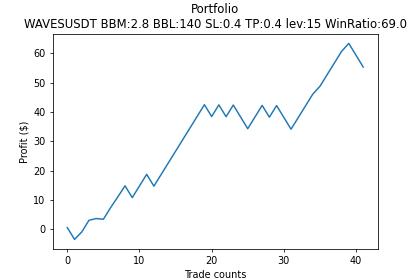 Portfolio
WAVESUSDT BBM:2.8 BBL:140 SL:0.4 TP:0.4 lev:15 WinRatio:69.0
60
50
40
30
20
10
0
Profit ($)
0 10 20 30 40
Trade counts